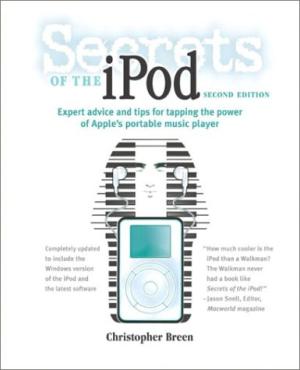 Secrets
OF THE iPod SECOND EDITION
Expert advice and tips for tapping the power
of Apple's portable music player
Completely updated
to include the
Windows version
of the iPod and
the latest software
"How much cooler is the
iPod than a Walkman?
The Walkman never
had a book like
Secrets of the iPod!"
– Jason Snell, Editor,
Macworld magazine
Christopher Breen